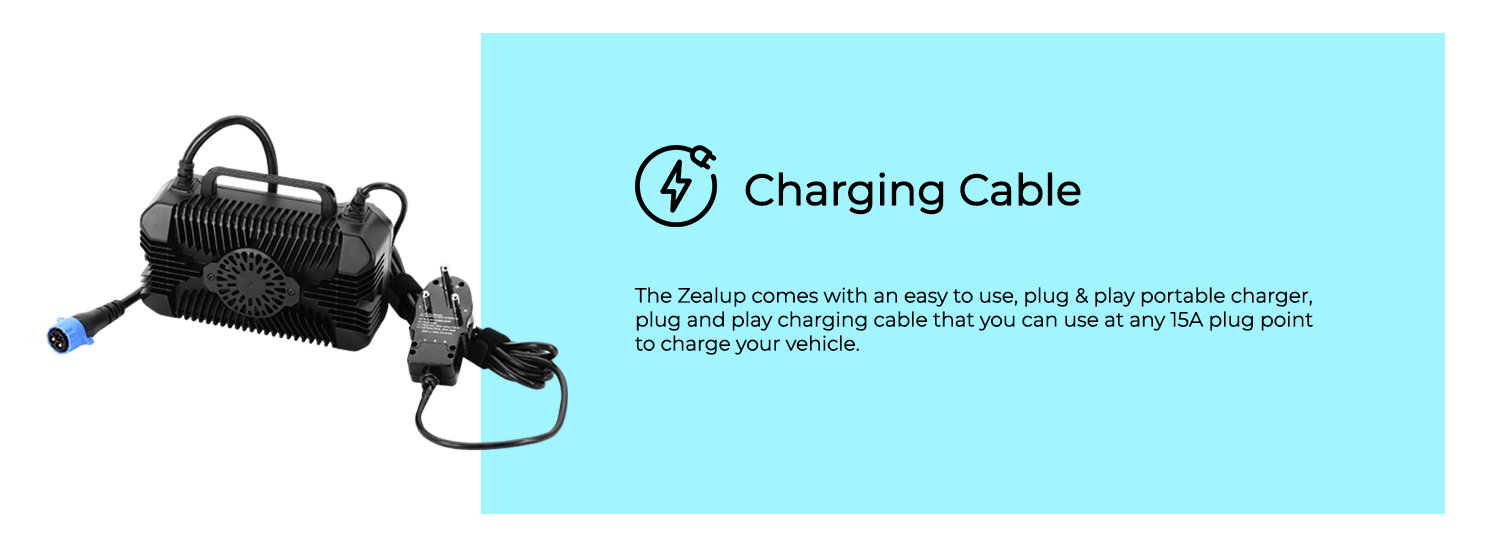 Charging Cable
The Zealup comes with an easy to use, plug & play portable charger,
plug and play charging cable that you can use at any 15A plug point
to charge your vehicle.